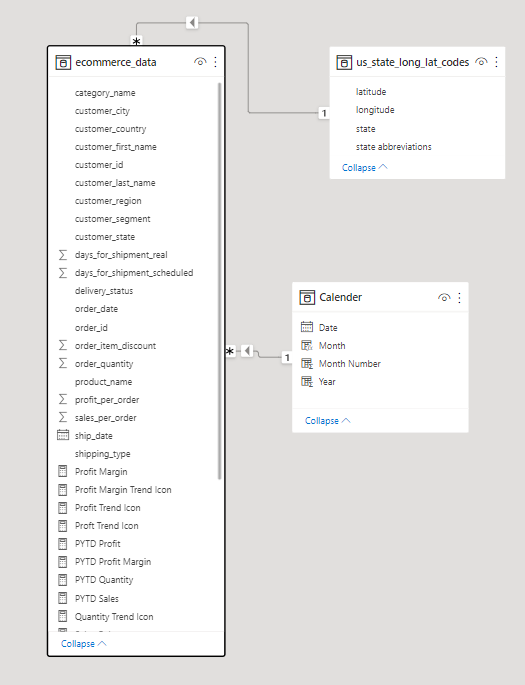 ecommerce_data
category_name
customer_city
customer_country
customer_first_name
customer_id
customer_last_name
customer_region
customer_segment
customer_state
days_for_shipment_real
days_for_shipment_scheduled
delivery_status
order_date
order_id
order_item_discount
order_quantity
product_name
profit_per_order
sales_per_order
ship_date
shipping_type
Profit Margin
Profit Margin Trend Icon
Profit Trend Icon
Proft Trend Icon
PYTD Profit
PYTD Profit Margin
PYTD Quantity
PYTD Sales
Quantity Trend Icon
Collapse
*
1
us_state_long_lat_codes
latitude
longitude
state
state abbreviations
Collapse
*
1
Calender
Date
Month
Month Number
Year
Collapse